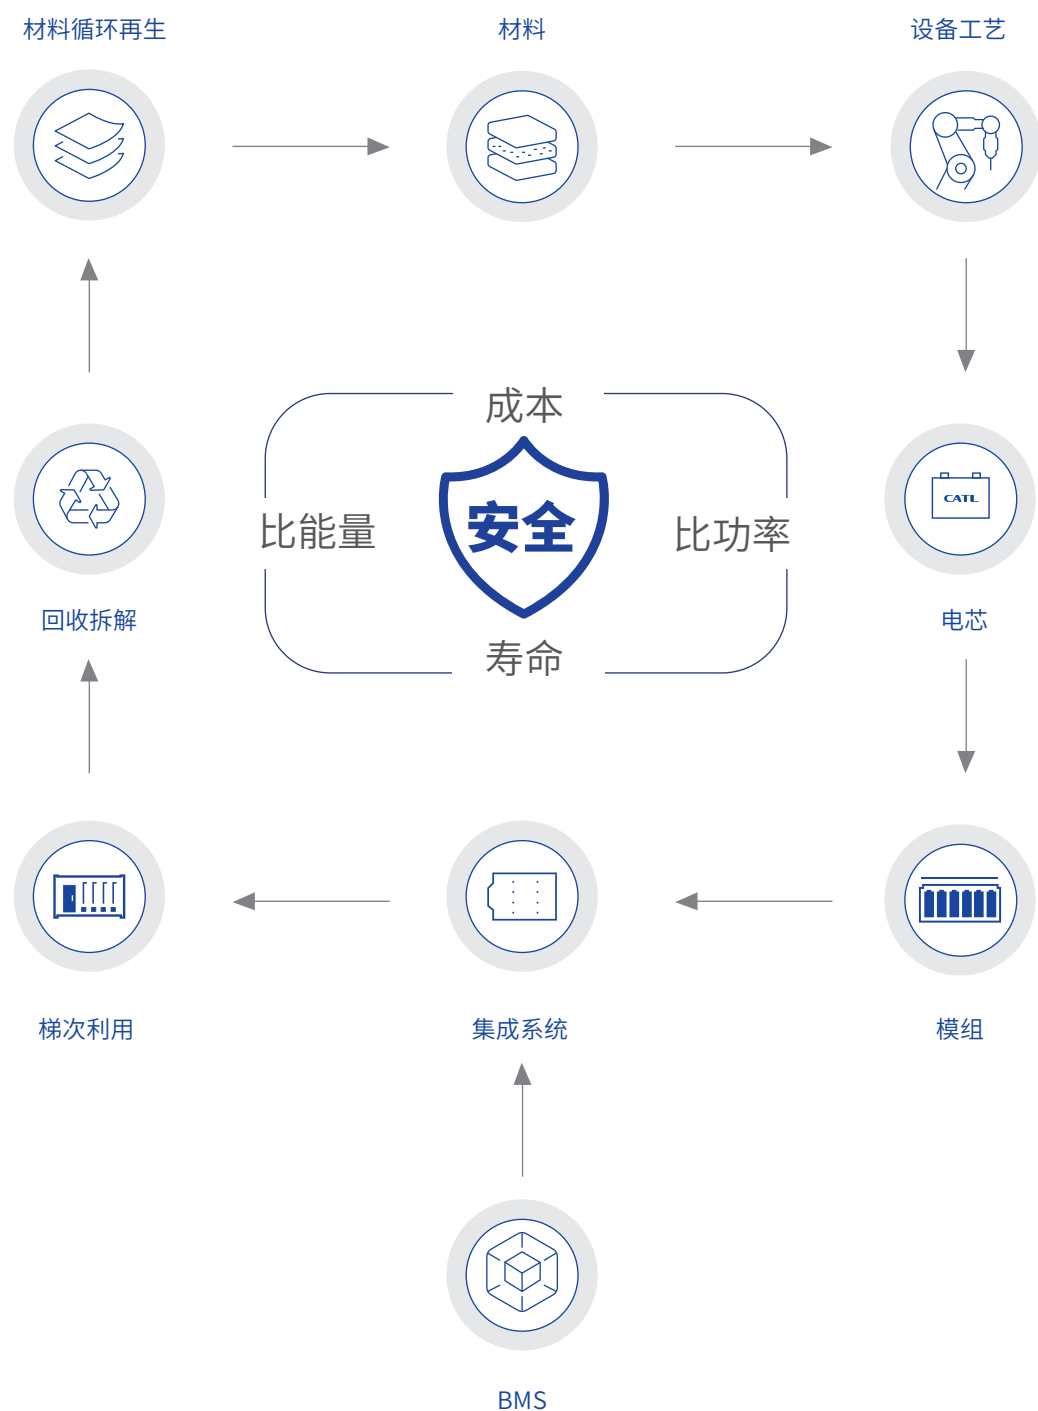 材料循环再生
材料
设备工艺
成本
比能量
安全
比功率
寿命
CATL
回收拆解
电芯
梯次利用
集成系统
模组
BMS